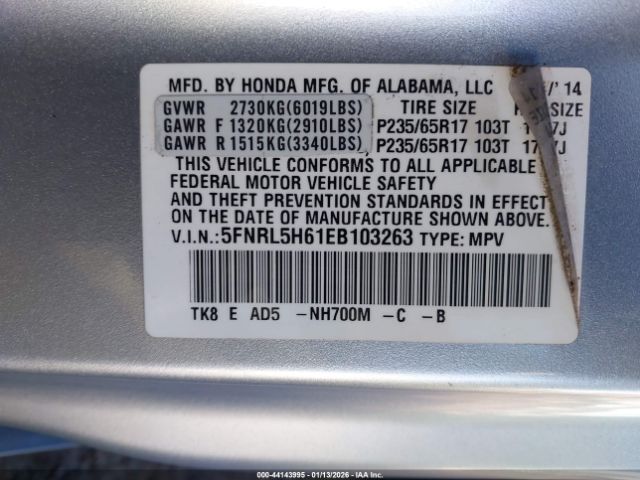 MFD. BY HONDA MFG. OF ALABAMA, LLC /' 14
GVWR 2730KG(6019LBS) TIRE SIZE SIZE
GAWR F 1320KG(2910LBS) P235/65R17 103T
GAWR R 1515KG(3340LBS) P235/65R17 103T
THIS VEHICLE CONFORMS TO ALL APPLICABLE
FEDERAL MOTOR VEHICLE SAFETY
AND THEFT PREVENTION STANDARDS IN EFFECT
ON THE DATE OF MANUFACTURE SHOWN ABOVE.
V.I.N.:5FNRL5H61EB103263 TYPE: MPV
TK8 E AD5 -NH700M -C -B
000-44143995 | 01/13/2026 - IAAI.COM